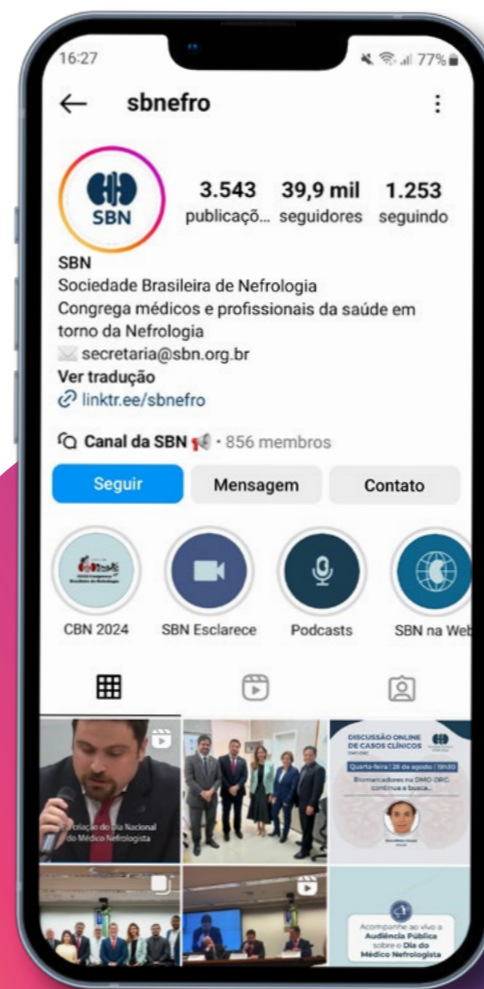 16:27
77%
sbnefro
SBN
3.543 39,9 mil 1.253
publicaçõ... seguidores seguindo
SBN
Sociedade Brasileira de Nefrologia
Congrega médicos e profissionais da saúde em
torno da Nefrologia
secretaria@sbn.org.br
Ver tradução
linktr.ee/sbnefro
Canal da SBN • 856 membros
Seguir Mensagem Contato
CBN 2024 SBN Esclarece Podcasts SBN na Web
criação do Dia Nacional
do Médico Nefrologista
DISCUSSÃO ONLINE
DE CASOS CLÍNICOS
Quarta-feira | 28 de agosto | 19h30
Biomarcadores na DMO-DRC,
continua a busca...
Acompanhe ao vivo a
Audiência Pública
sobre o Dia do
Médico Nefrologista